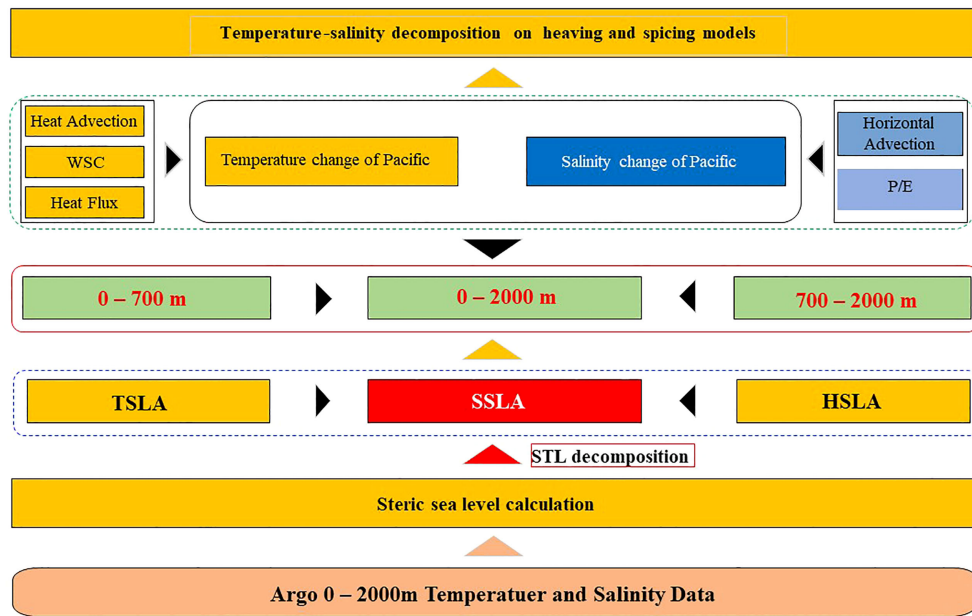 Temperature-salinity decomposition on heaving and spicing models
Heat Advection
WSC
Heat Flux
Temperature change of Pacific
Salinity change of Pacific
Horizontal
Advection
P/E
0 – 700 m
0 – 2000 m
700 – 2000 m
TSLA
SSLA
HSLA
STL decomposition
Steric sea level calculation
Argo 0 – 2000m Temperatuer and Salinity Data